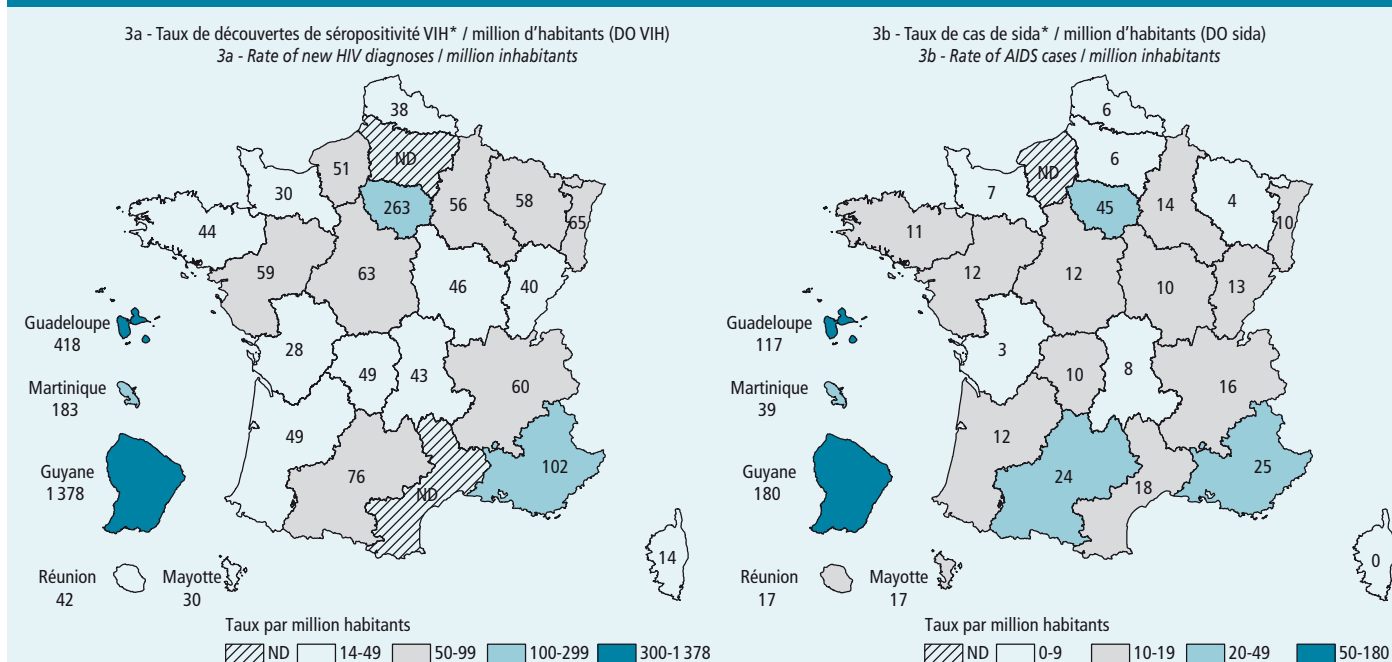 3a - Taux de découvertes de séropositivité VIH* / million d'habitants (DO VIH)
3a - Rate of new HIV diagnoses / million inhabitants
38
ND
51
30
263
56
58
65
44
59
63
46
40
Guadeloupe
418
28
49
43
60
Martinique
183
49
76
ND
102
Guyane
1 378
14
Réunion
42
Mayotte
30
Taux par million habitants
ND 14-49 50-99 100-299 300-1 378
3b - Taux de cas de sida* / million d'habitants (DO sida)
3b - Rate of AIDS cases / million inhabitants
6
6
ND
7
45
14
4
10
11
12
12
10
13
Guadeloupe
117
3
10
8
16
Martinique
39
12
24
18
25
Guyane
180
0
Réunion
17
Mayotte
17
Taux par million habitants
ND 0-9 10-19 20-49 50-180